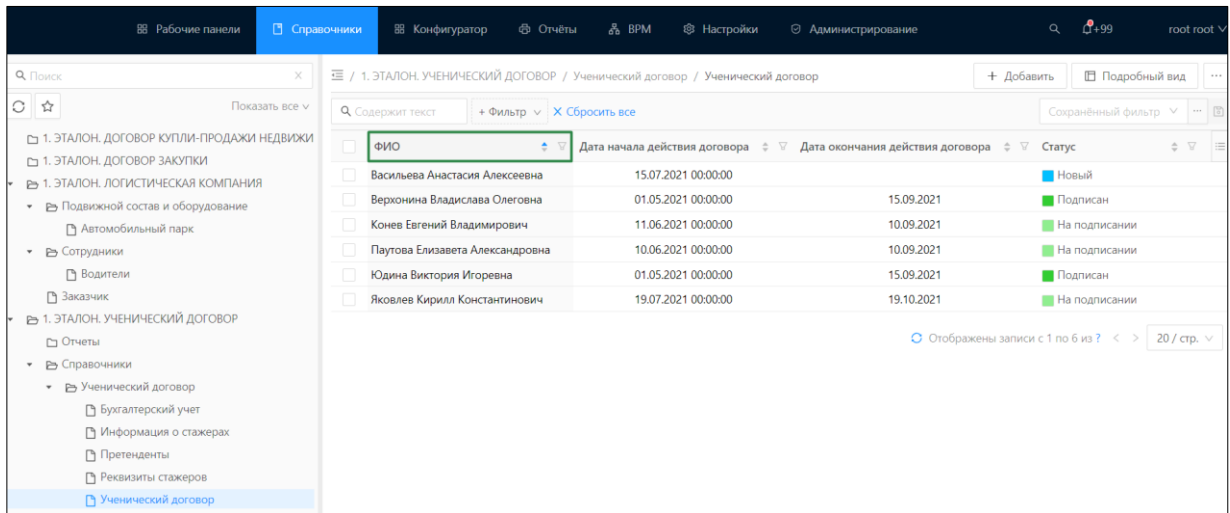 Рабочие панели Справочники Конфигуратор Отчёты BPM Настройки Администрирование +99 root root
Поиск
Показать все
1. ЭТАЛОН. ДОГОВОР КУПЛИ-ПРОДАЖИ НЕДВИЖИ
1. ЭТАЛОН. ДОГОВОР ЗАКУПКИ
1. ЭТАЛОН. ЛОГИСТИЧЕСКАЯ КОМПАНИЯ
Подвижной состав и оборудование
Автомобильный парк
Сотрудники
Водители
Заказчик
1. ЭТАЛОН. УЧЕНИЧЕСКИЙ ДОГОВОР
Отчеты
Справочники
Ученический договор
Бухгалтерский учет
Информация о стажерах
Претенденты
Реквизиты стажеров
Ученический договор
/ 1. ЭТАЛОН. УЧЕНИЧЕСКИЙ ДОГОВОР / Ученический договор / Ученический договор
+ Добавить Подробный вид ...
Содержит текст + Фильтр X Сбросить все Сохранённый фильтр ...
ФИО Дата начала действия договора Дата окончания действия договора Статус
Васильева Анастасия Алексеевна 15.07.2021 00:00:00 Новый
Верхонина Владислава Олеговна 01.05.2021 00:00:00 15.09.2021 Подписан
Конев Евгений Владимирович 11.06.2021 00:00:00 10.09.2021 На подписании
Паутова Елизавета Александровна 10.06.2021 00:00:00 10.09.2021 На подписании
Юдина Виктория Игоревна 01.05.2021 00:00:00 15.09.2021 Подписан
Яковлев Кирилл Константинович 19.07.2021 00:00:00 19.10.2021 На подписании
Отображены записи с 1 по 6 из ? < > 20 / стр.